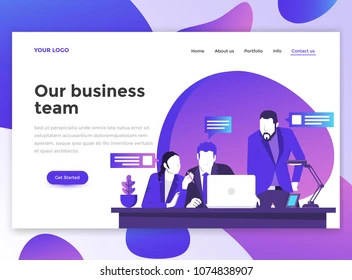 YOUR LOGO
Home
About us
Portfolio
Info
Contact us
Our business
team
Sed ut perspiciatis unde omnis iste natus
error sit voluptatem accusantium
doloremque laudantium, totam rem
aperiam, eaque ipsa quae ab illo inventore
veritatis et quasi architecto.
Get Started
shutterstock.com · 1074838907